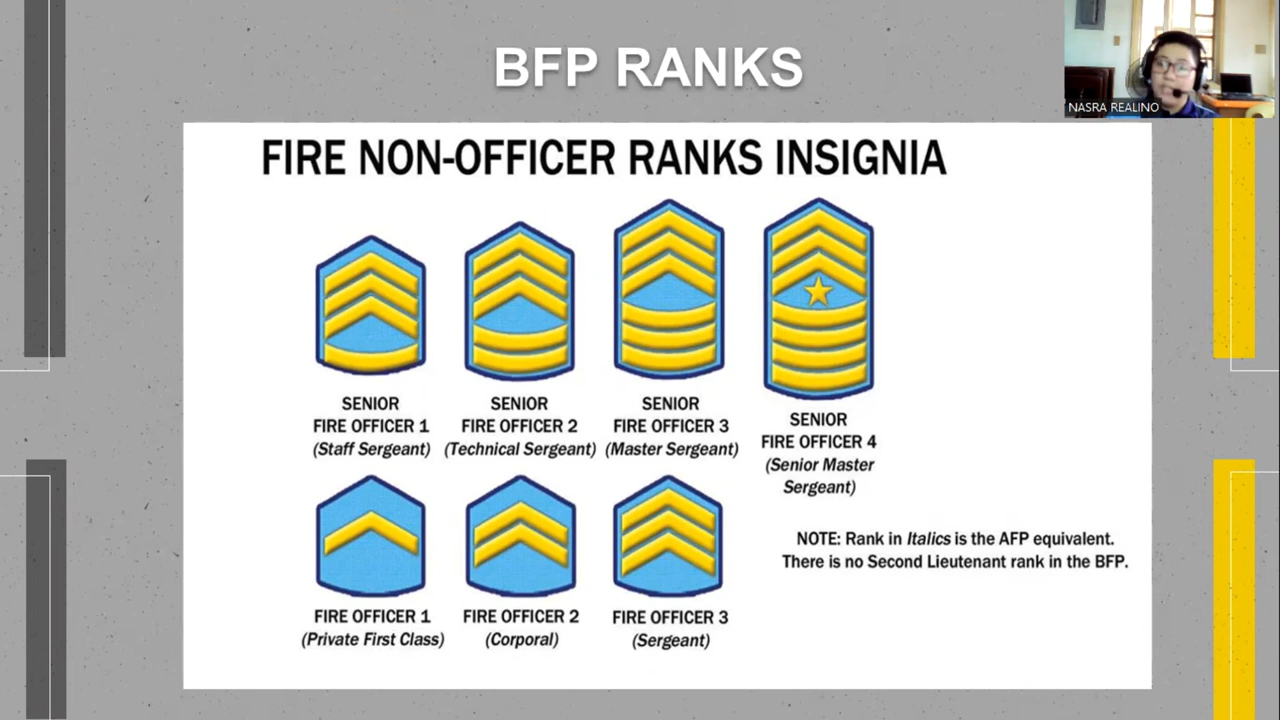 BFP RANKS
NASRA REALINO
FIRE NON-OFFICER RANKS INSIGNIA
SENIOR
FIRE OFFICER 1
(Staff Sergeant)
SENIOR
FIRE OFFICER 2
(Technical Sergeant)
SENIOR
FIRE OFFICER 3
(Master Sergeant)
SENIOR
FIRE OFFICER 4
(Senior Master
Sergeant)
FIRE OFFICER 1
(Private First Class)
FIRE OFFICER 2
(Corporal)
FIRE OFFICER 3
(Sergeant)
NOTE: Rank in Italics is the AFP equivalent.
There is no Second Lieutenant rank in the BFP.